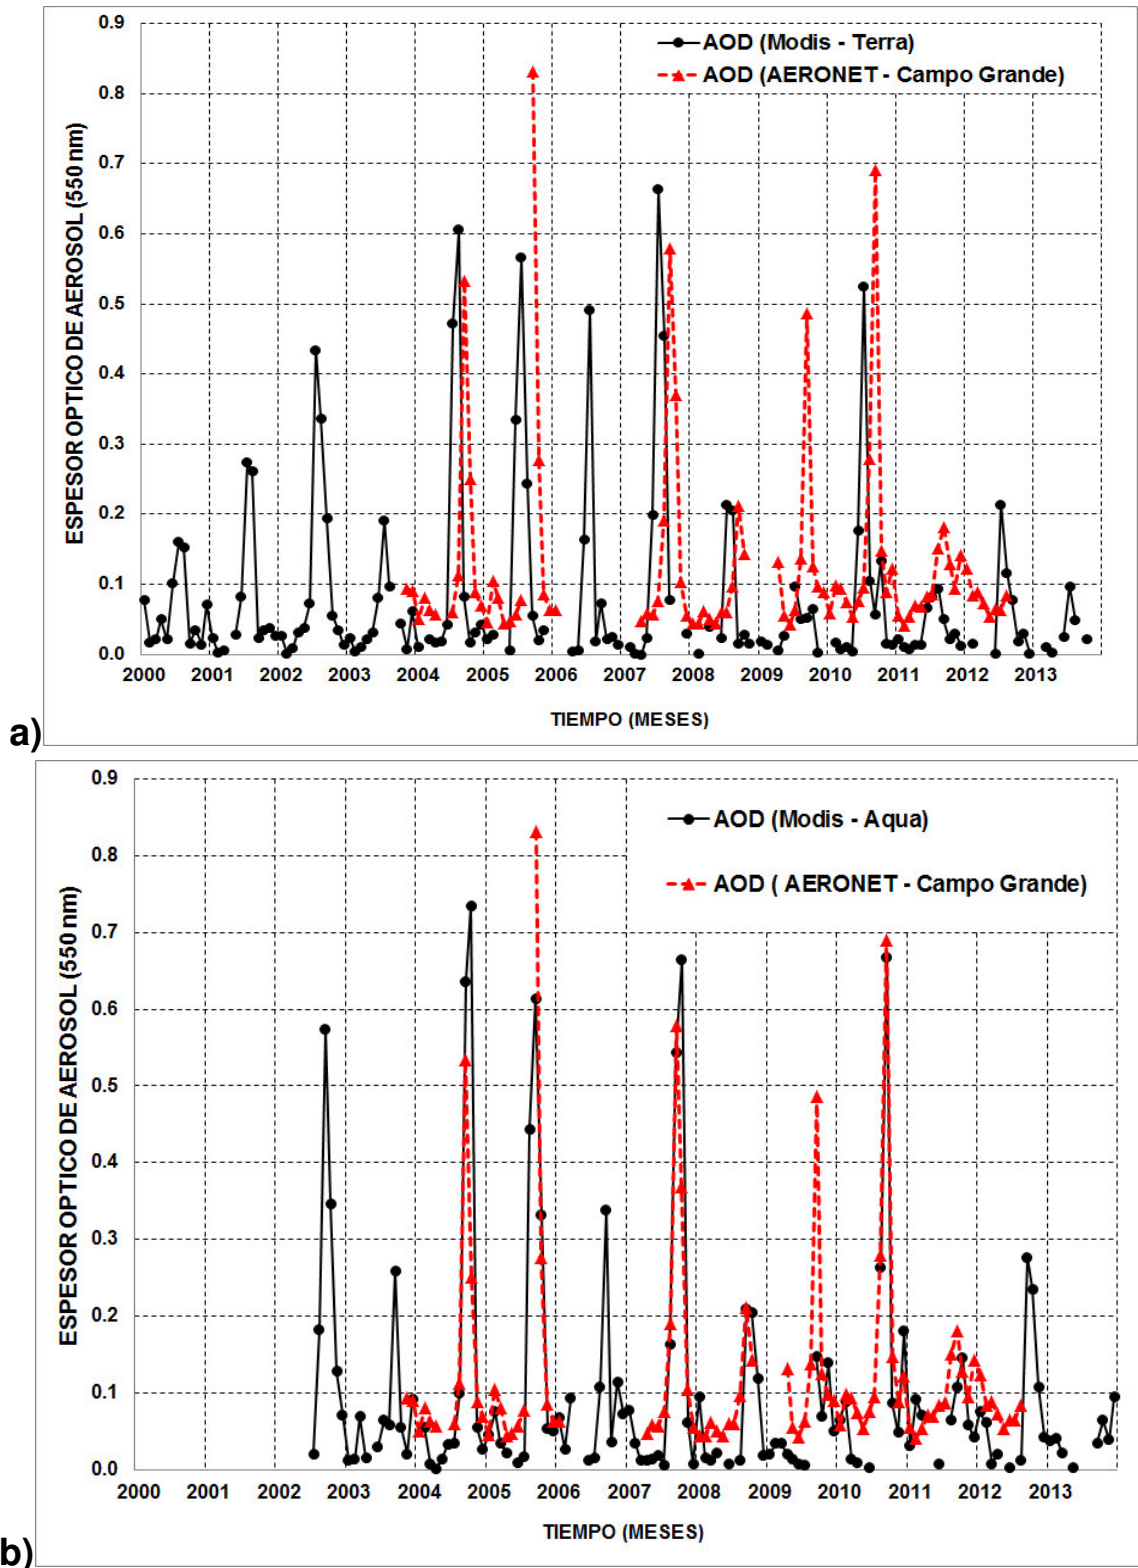 AOD (Modis - Terra)
AOD (AERONET - Campo Grande)
ESPESOR OPTICO DE AEROSOL (550 nm)
0.9
0.8
0.7
0.6
0.5
0.4
0.3
0.2
0.1
0.0
2000 2001 2002 2003 2004 2005 2006 2007 2008 2009 2010 2011 2012 2013
TIEMPO (MESES)
a)
AOD (Modis - Aqua)
AOD ( AERONET - Campo Grande)
ESPESOR OPTICO DE AEROSOL (550 nm)
0.9
0.8
0.7
0.6
0.5
0.4
0.3
0.2
0.1
0.0
2000 2001 2002 2003 2004 2005 2006 2007 2008 2009 2010 2011 2012 2013
TIEMPO (MESES)
b)